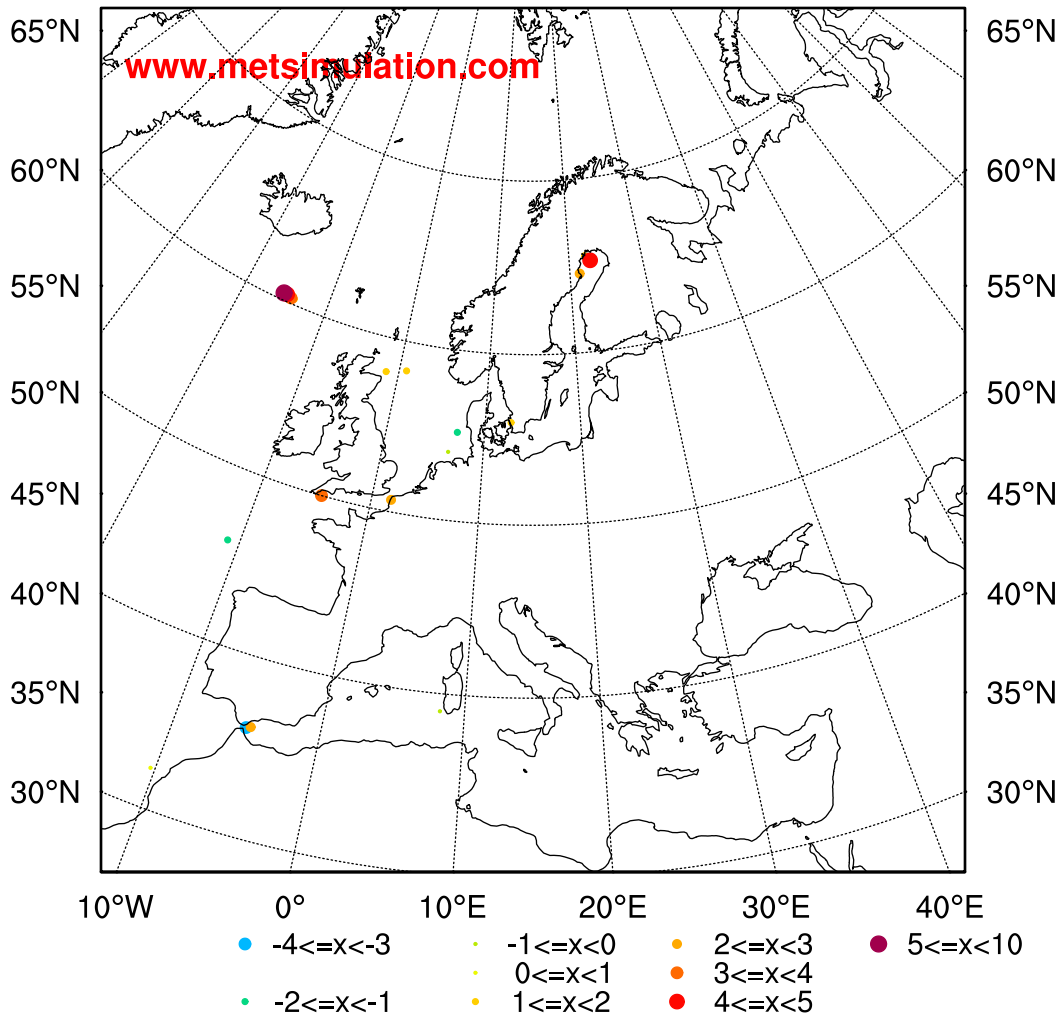 65°N 65°N
www.metsimulation.com
60°N 60°N
55°N 55°N
50°N 50°N
45°N 45°N
40°N 40°N
35°N 35°N
30°N 30°N
10°W 0° 10°E 20°E 30°E 40°E
-4<=x<-3 -1<=x<0 2<=x<3 5<=x<10
0<=x<1 3<=x<4
-2<=x<-1 1<=x<2 4<=x<5